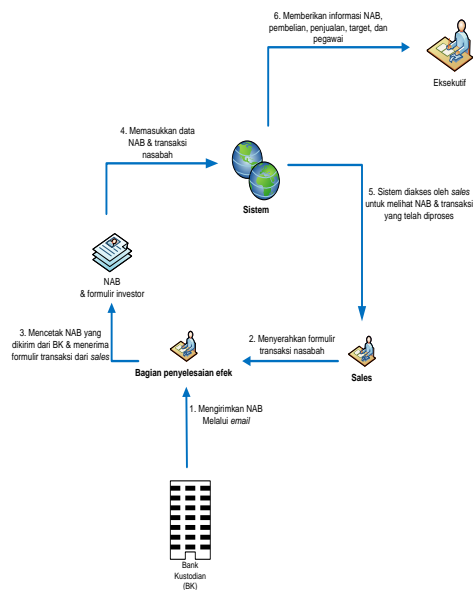 6. Memberikan informasi NAB,
pembelian, penjualan, target, dan
pegawai
Eksekutif
4. Memasukkan data
NAB & transaksi
nasabah
Sistem
5. Sistem diakses oleh sales
untuk melihat NAB & transaksi
yang telah diproses
NAB
& formulir investor
3. Mencetak NAB yang
dikirim dari BK & menerima
formulir transaksi dari sales
2. Menyerahkan formulir
transaksi nasabah
Bagian penyelesaian efek
Sales
1. Mengirimkan NAB
Melalui email
Bank
Kustodian
(BK)